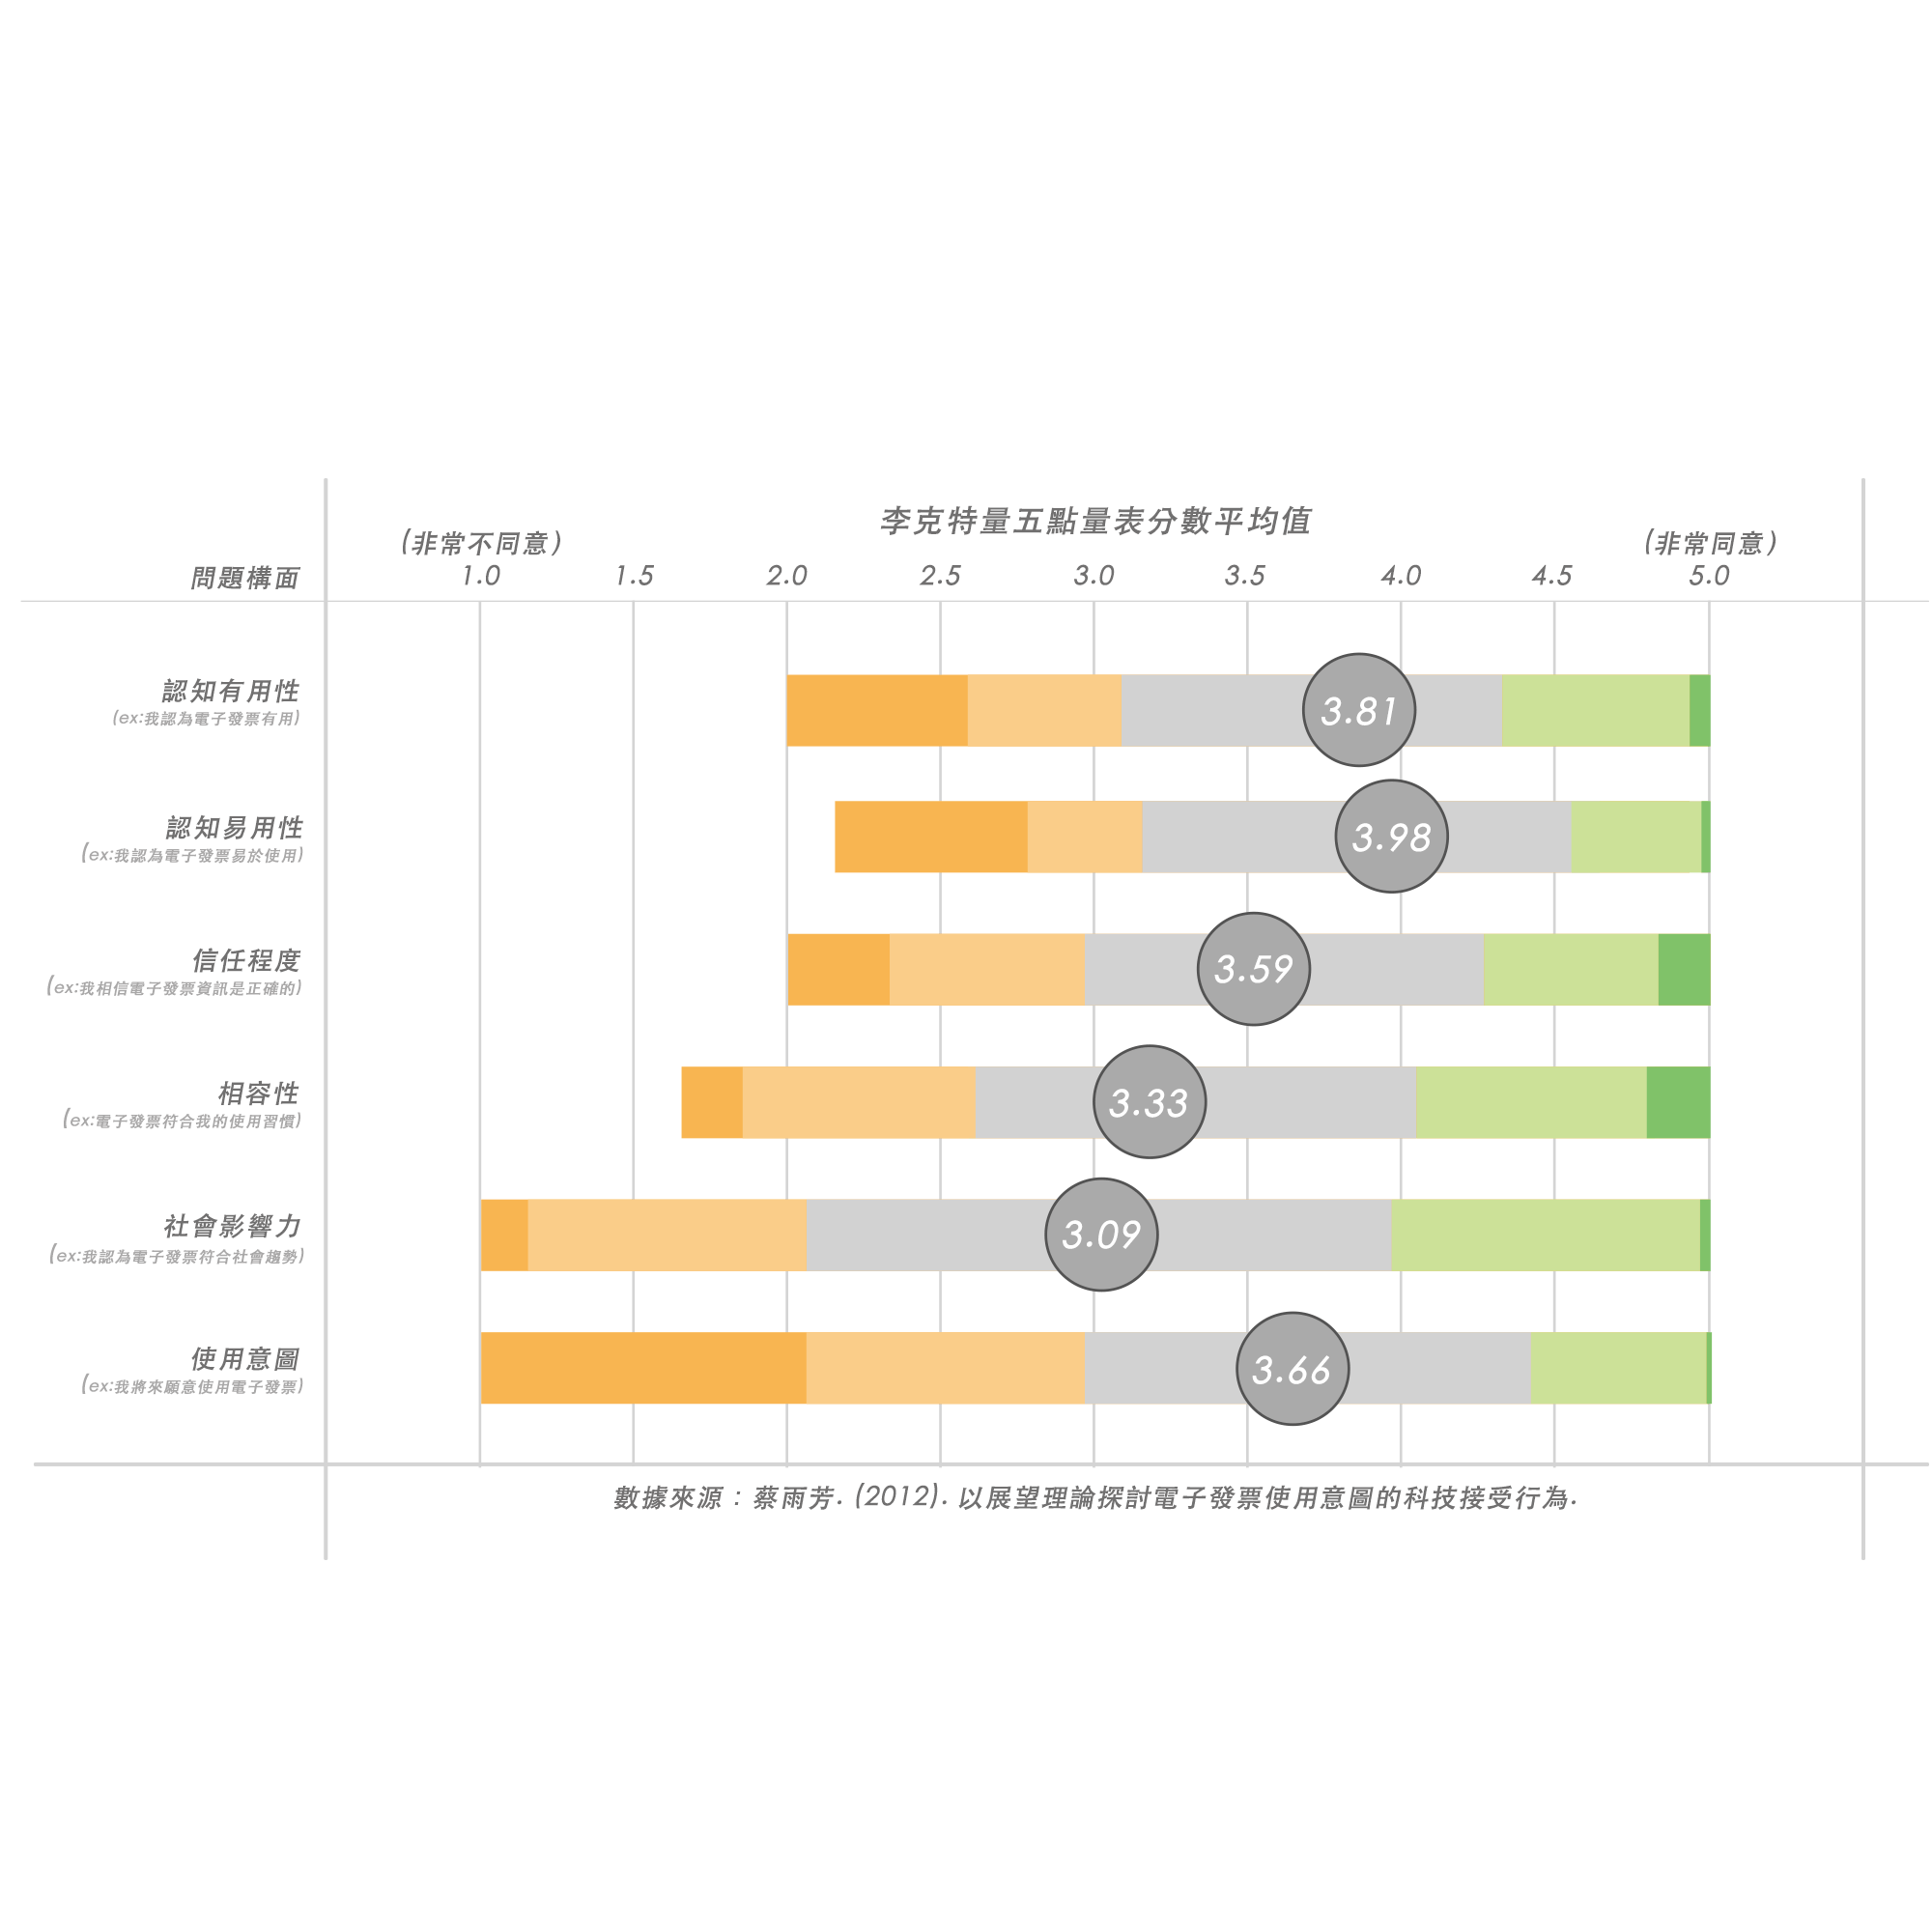 李克特量五點量表分數平均值
(非常不同意)
(非常同意)
問題構面
1.0 1.5 2.0 2.5 3.0 3.5 4.0 4.5 5.0
認知有用性
(ex:我認為電子發票有用)
3.81
認知易用性
(ex:我認為電子發票易於使用)
3.98
信任程度
(ex:我相信電子發票資訊是正確的)
3.59
相容性
(ex:電子發票符合我的使用習慣)
3.33
社會影響力
(ex:我認為電子發票符合社會趨勢)
3.09
使用意圖
(ex:我將來願意使用電子發票)
3.66
數據來源：蔡雨芳. (2012). 以展望理論探討電子發票使用意圖的科技接受行為.